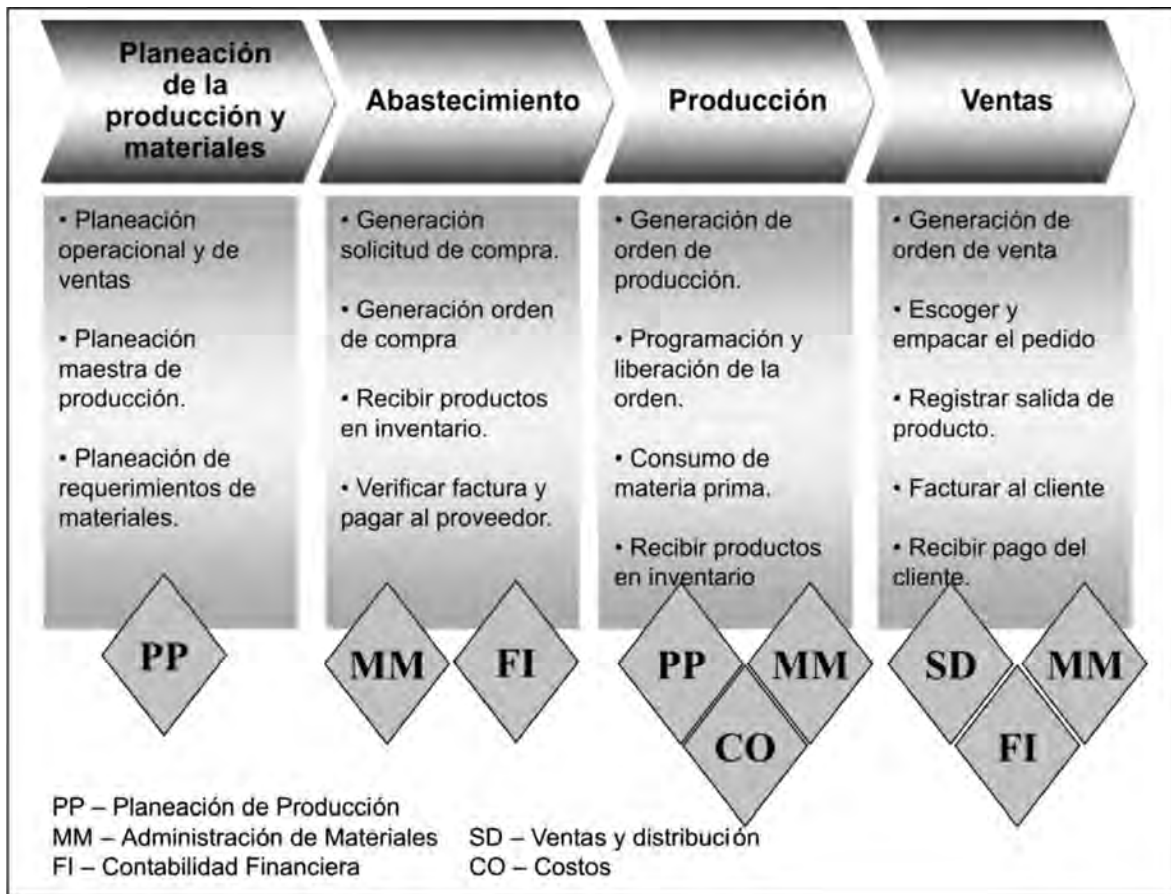 Planeación
de la
producción y
materiales
Abastecimiento
Producción
Ventas
• Planeación
operacional y de
ventas
• Planeación
maestra de
producción.
• Planeación de
requerimientos de
materiales.
• Generación
solicitud de compra.
• Generación orden
de compra
• Recibir productos
en inventario.
• Verificar factura y
pagar al proveedor.
• Generación de
orden de
producción.
• Programación y
liberación de la
orden.
• Consumo de
materia prima.
• Recibir productos
en inventario
• Generación de
orden de venta
• Escoger y
empacar el pedido
• Registrar salida de
producto.
• Facturar al cliente
• Recibir pago del
cliente.
PP
MM
FI
PP
MM
CO
SD
MM
FI
PP – Planeación de Producción
MM – Administración de Materiales
SD – Ventas y distribución
FI – Contabilidad Financiera
CO – Costos